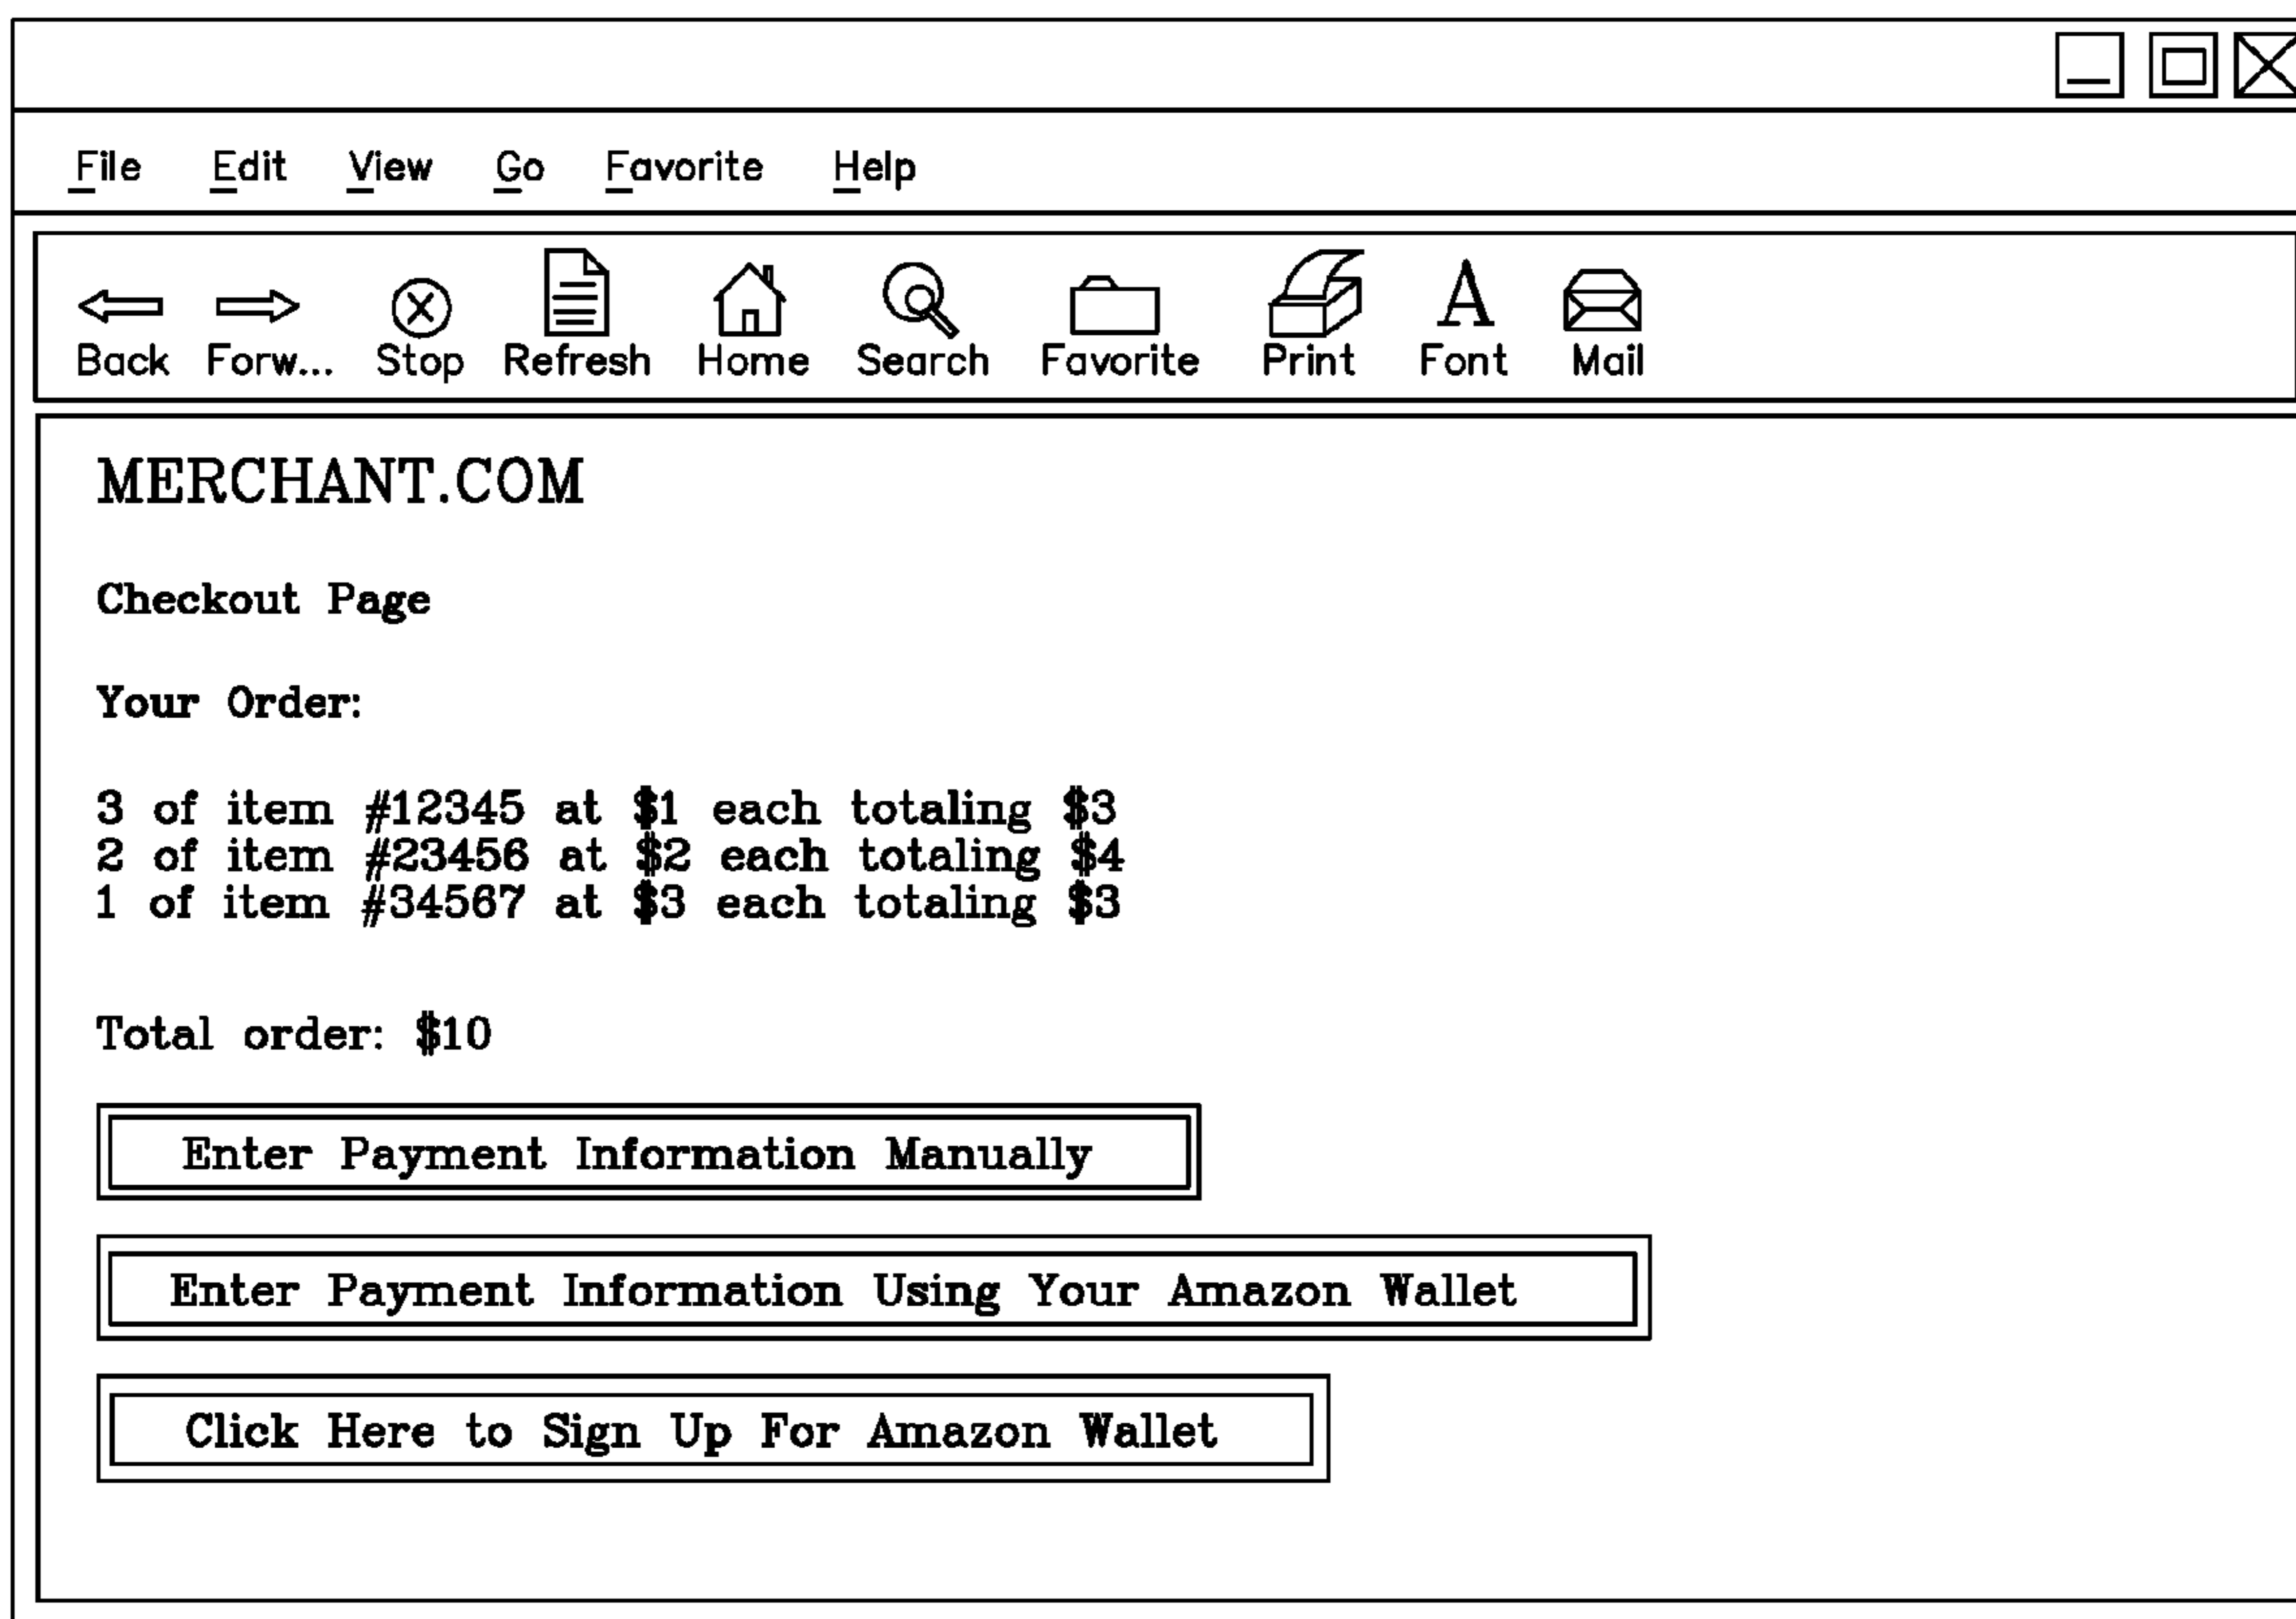 File Edit View Go Favorite Help
A
Back Forw... Stop Refresh Home Search Favorite Print Font Mail
MERCHANT.COM
Checkout Page
Your Order:
3 of item #12345 at $1 each totaling $3
2 of item #23456 at $2 each totaling $4
1 of item #34567 at $3 each totaling $3
Total order: $10
Enter Payment Information Manually
Enter Payment Information Using Your Amazon Wallet
Click Here to Sign Up For Amazon Wallet